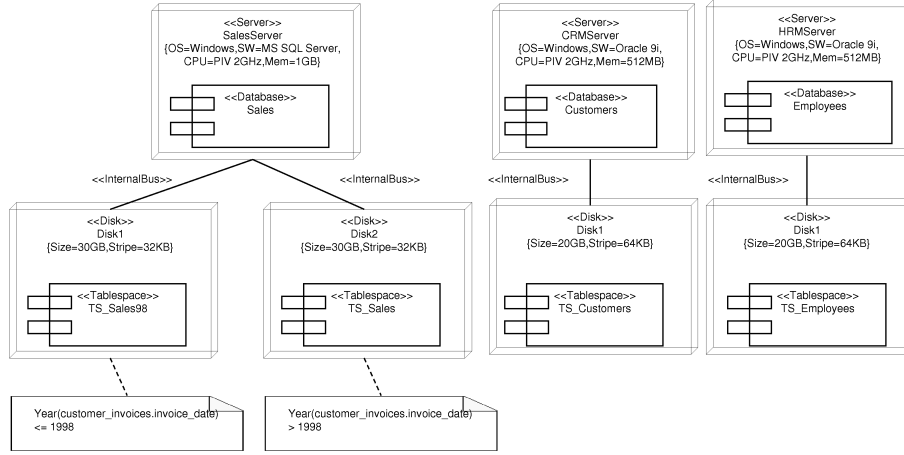 <<Server>>
SalesServer
{OS=Windows,SW=MS SQL Server,
CPU=PIV 2GHz,Mem=1GB}
<<Database>>
Sales
<<Server>>
CRMServer
{OS=Windows,SW=Oracle 9i,
CPU=PIV 2GHz,Mem=512MB}
<<Database>>
Customers
<<Server>>
HRMServer
{OS=Windows,SW=Oracle 9i,
CPU=PIV 2GHz,Mem=512MB}
<<Database>>
Employees
<<InternalBus>>
<<InternalBus>>
<<InternalBus>>
<<InternalBus>>
<<Disk>>
Disk1
{Size=30GB,Stripe=32KB}
<<Tablespace>>
TS_Sales98
<<Disk>>
Disk2
{Size=30GB,Stripe=32KB}
<<Tablespace>>
TS_Sales
<<Disk>>
Disk1
{Size=20GB,Stripe=64KB}
<<Tablespace>>
TS_Customers
<<Disk>>
Disk1
{Size=20GB,Stripe=64KB}
<<Tablespace>>
TS_Employees
Year(customer_invoices.invoice_date)
<= 1998
Year(customer_invoices.invoice_date)
> 1998